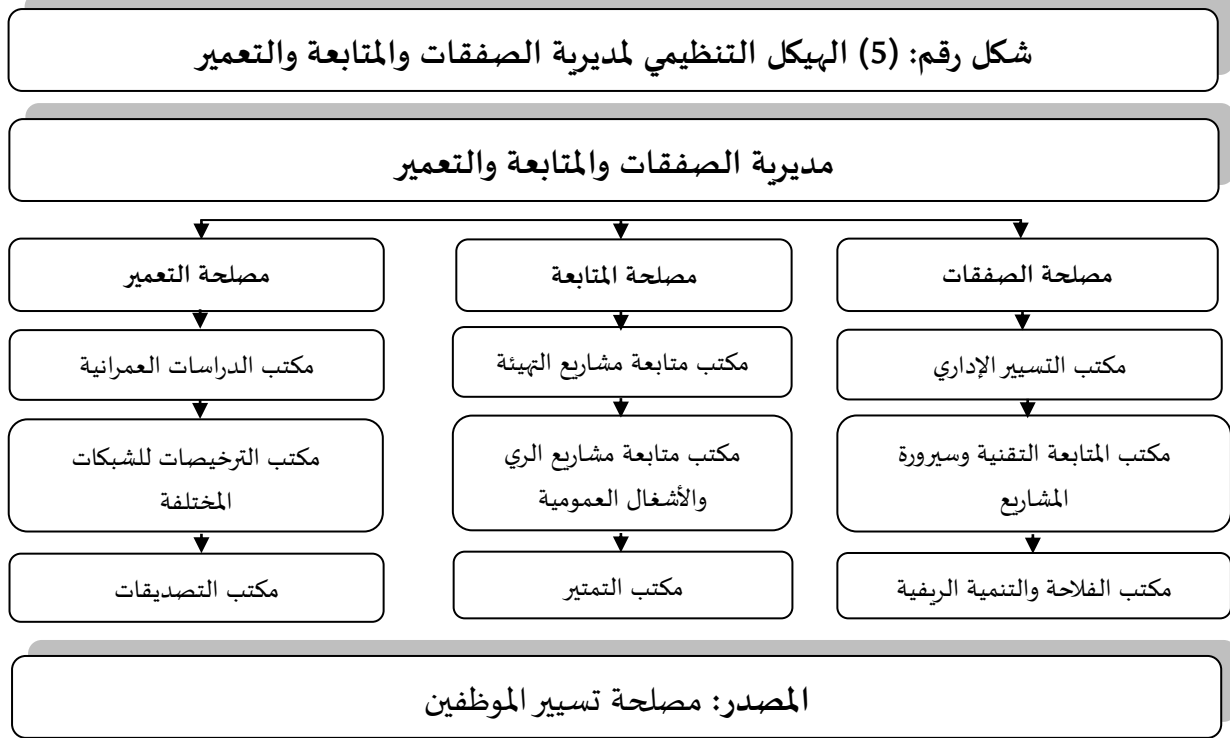 شكل رقم: (5) الهيكل التنظيمي لمديرية الصفقات والمتابعة والتعمير
مديرية الصفقات والمتابعة والتعمير
مصلحة الصفقات
مكتب التسيير الإداري
مكتب المتابعة التقنية وسيرورة
المشاريع
مكتب الفلاحة والتنمية الريفية
مصلحة المتابعة
مكتب متابعة مشاريع التهيئة
مكتب متابعة مشاريع الري
والأشغال العمومية
مكتب التمتير
مصلحة التعمير
مكتب الدراسات العمرانية
مكتب الترخيصات للشبكات
المختلفة
مكتب التصديقات
المصدر: مصلحة تسيير الموظفين